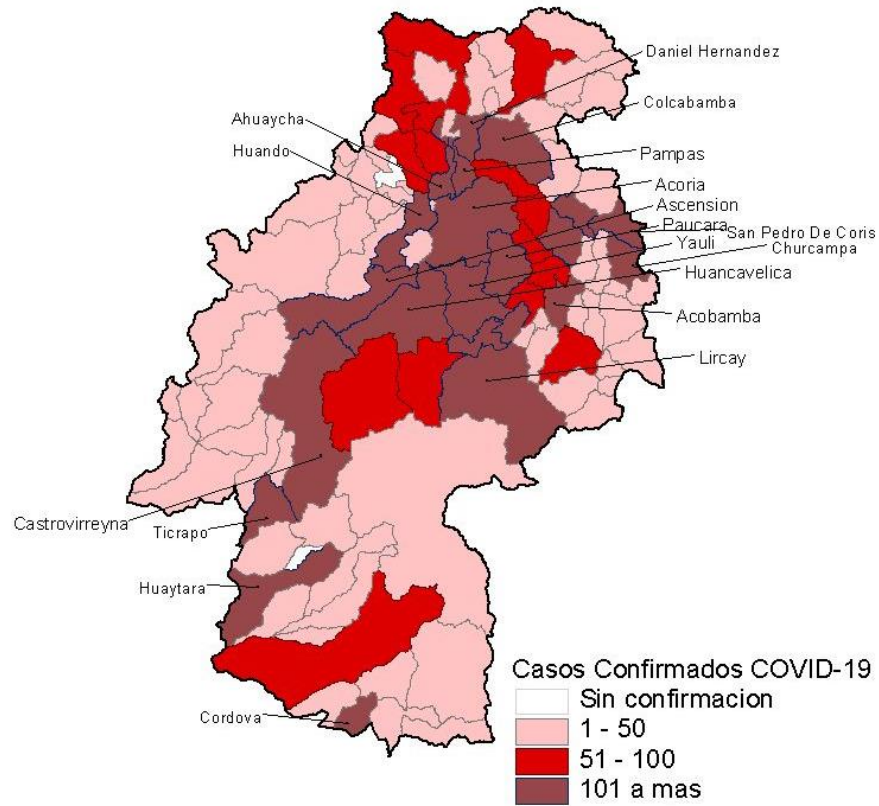 Daniel Hernandez
Colcabamba
Ahuaycha
Huando
Pampas
Acoria
Ascension
Paucara
San Pedro De Coris
Yauli
Churcampa
Huancavelica
Acobamba
Lircay
Castrovirreyna
Ticrapo
Huaytara
Cordova
Casos Confirmados COVID-19
Sin confirmacion
1 - 50
51 - 100
101 a mas